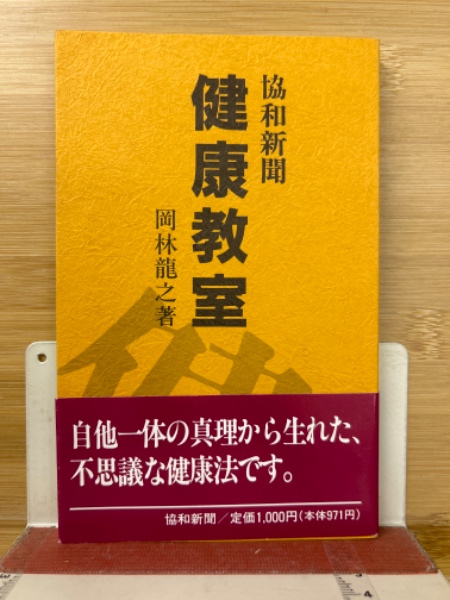 協和新聞
健康教室
岡林龍之著
自他一体の真理から生れた、
不思議な健康法です。
協和新聞／定価1,000円(本体971円)